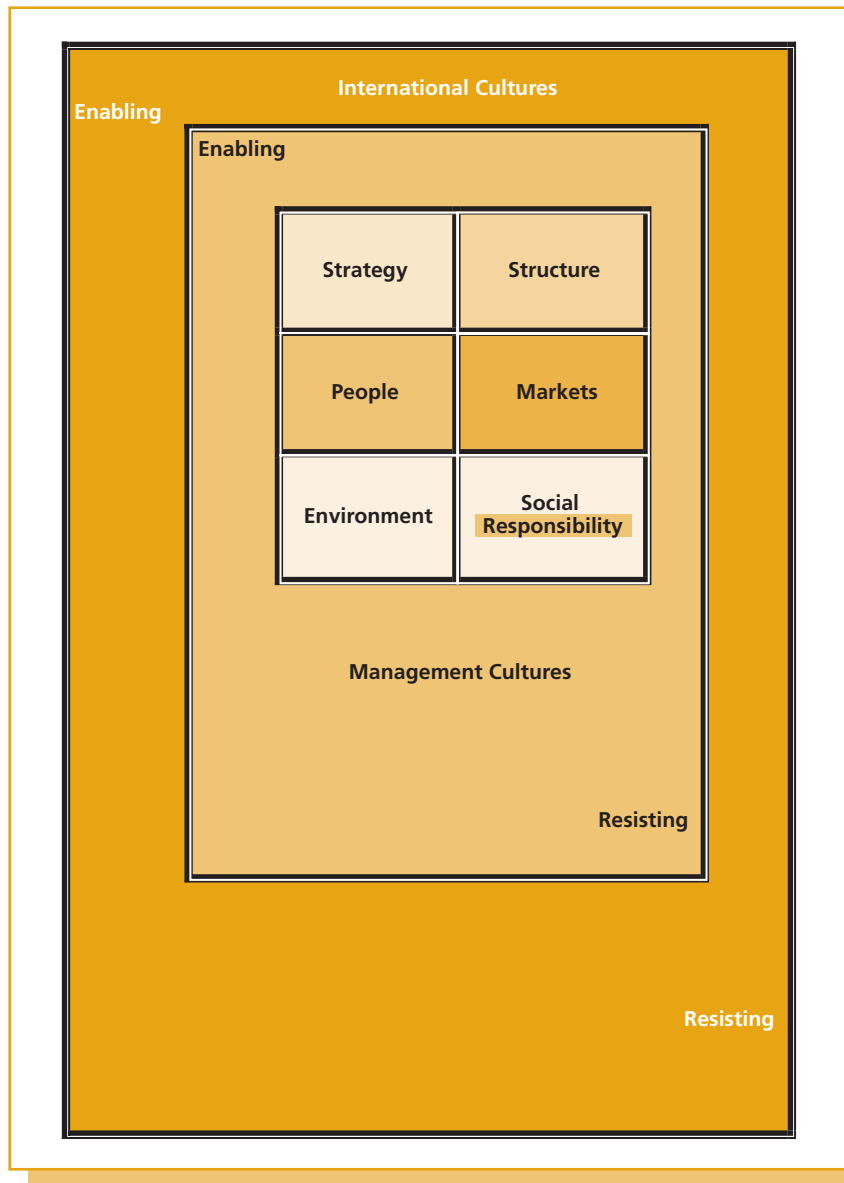 International Cultures
Enabling
Enabling
Strategy
Structure
People
Markets
Environment
Social
Responsibility
Management Cultures
Resisting
Resisting